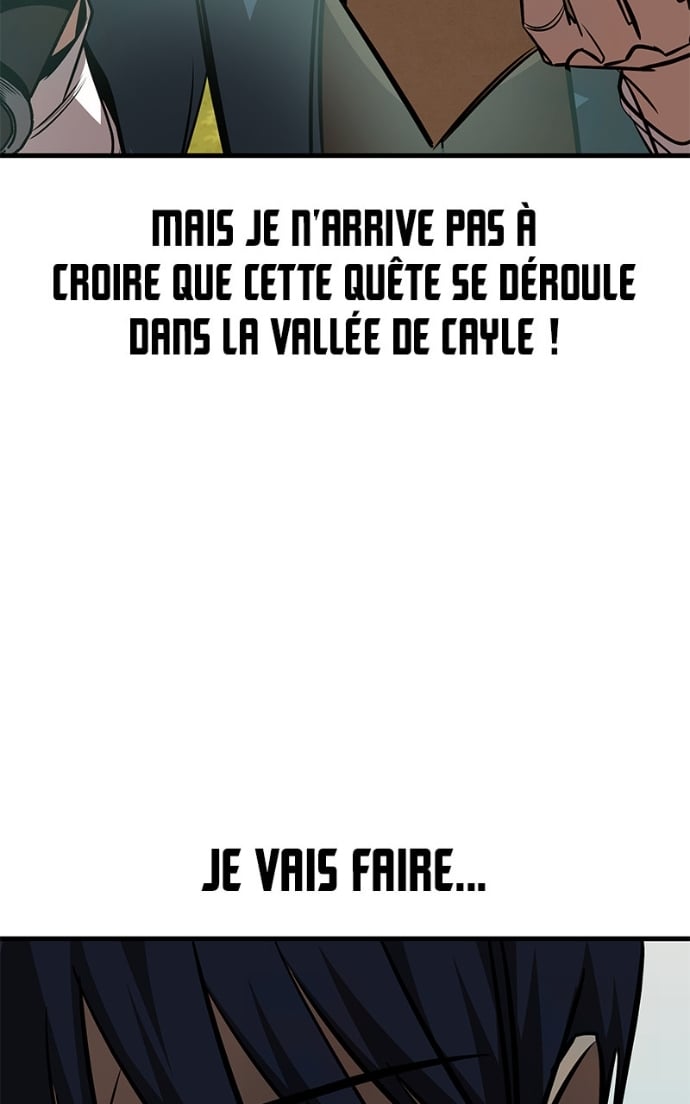 MAIS JE N'ARRIVE PAS À
CROIRE QUE CETTE QUÊTE SE DÉROULE
DANS LA VALLÉE DE CAYLE !
JE VAIS FAIRE...